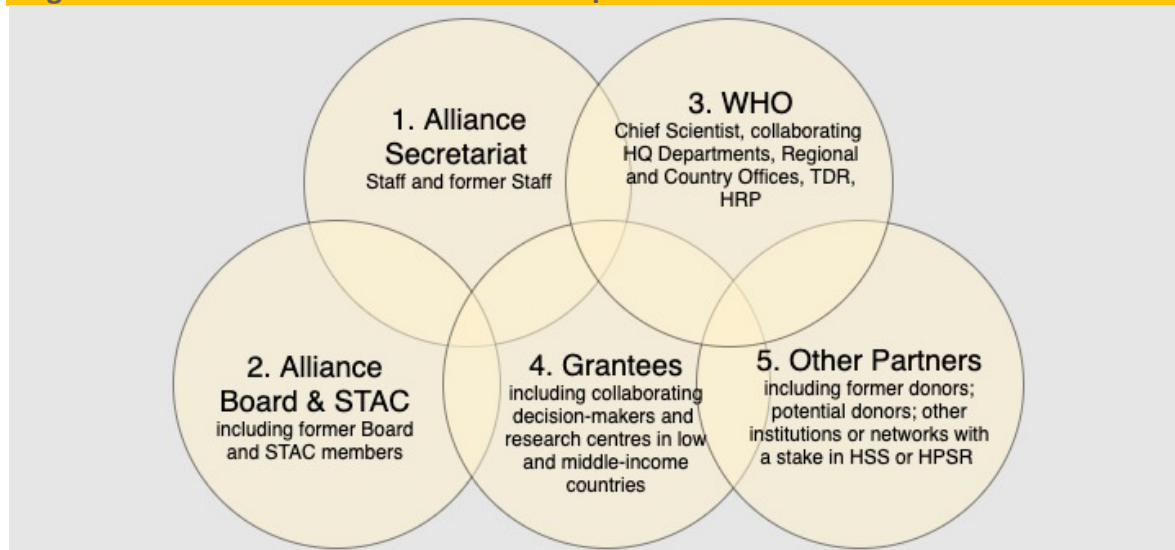 1. Alliance
Secretariat
Staff and former Staff
3. WHO
Chief Scientist, collaborating
HQ Departments, Regional
and Country Offices, TDR,
HRP
2. Alliance
Board & STAC
including former Board
and STAC members
4. Grantees
including collaborating
decision-makers and
research centres in low
and middle-income
countries
5. Other Partners
including former donors;
potential donors; other
institutions or networks with
a stake in HSS or HPSR